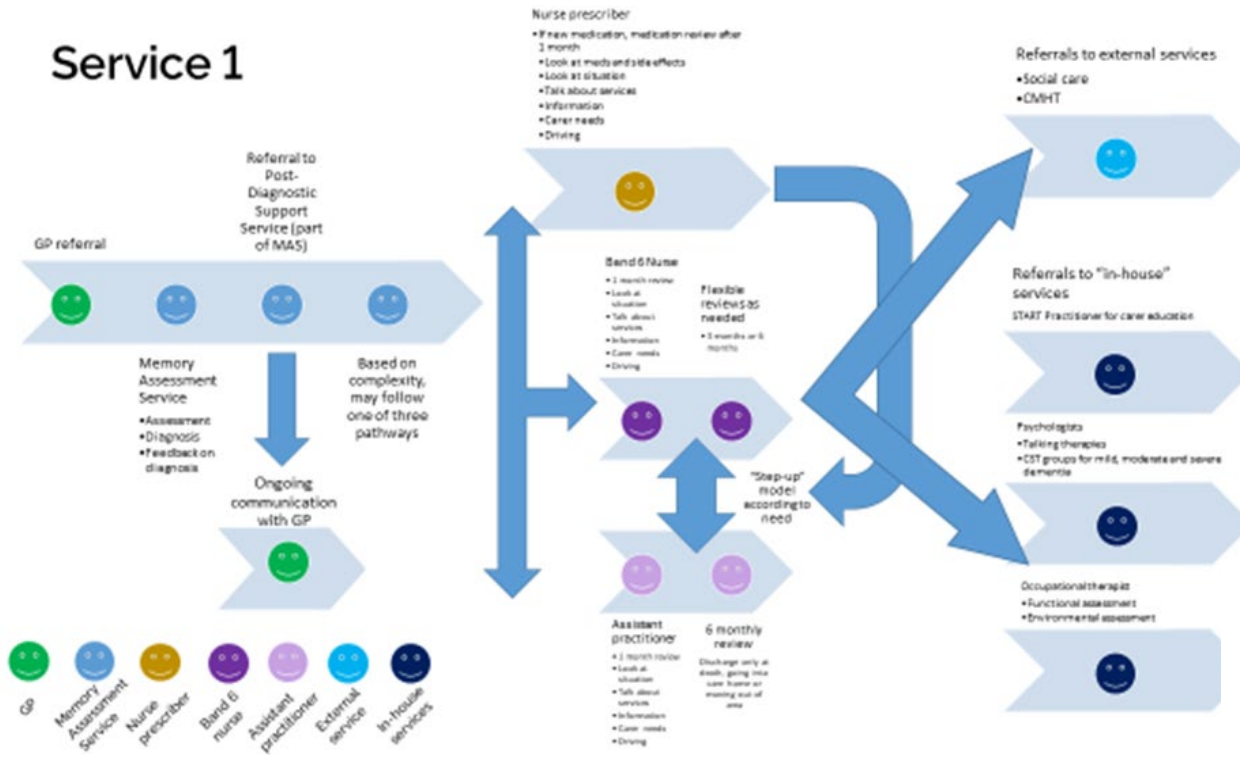 Service 1
GP referral
Referral to
Post-
Diagnostic
Support
Service (part
of MAS)
Memory
Assessment
Service
•Assessment
•Diagnosis
•Feedback on
diagnosis
Based on
complexity,
may follow
one of three
pathways
Ongoing
communication
with GP
Nurse prescriber
•If new medication, medication review after
1 month
•Look at meds and side effects
•Look at situation
•Talk about services
•Information
•Carer needs
•Driving
Band 6 Nurse
•1 month review
•Look at
situation
•Talk about
services
•Information
•Carer needs
•Driving
Flexible
reviews as
needed
•3 months or 6
months
"Step-up"
model
according to
need
Assistant
practitioner
•1 month review
•Look at
situation
•Talk about
services
•Information
•Carer needs
•Driving
6 monthly
review
Discharge only at
death, going into
care home or
moving out of
area
Referrals to external services
•Social care
•CMHT
Referrals to "in-house"
services
START Practitioner for carer education
Psychologists
•Talking therapies
•CST groups for mild, moderate and severe
dementia
Occupational therapist
•Functional assessment
•Environmental assessment
GP
Memory
Assessment
Service
Nurse
prescriber
Band 6
nurse
Assistant
practitioner
External
service
In-house
services